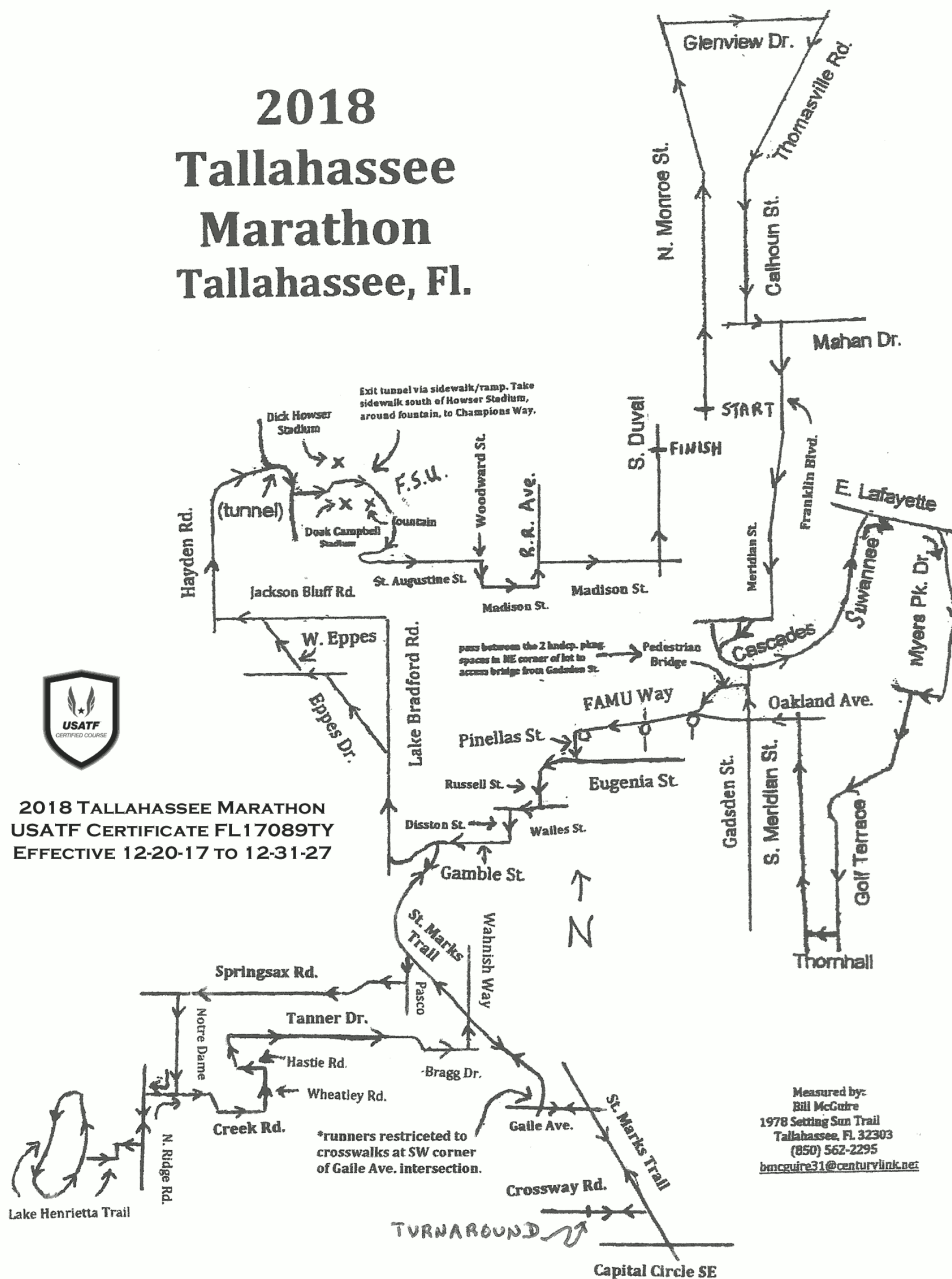 2018
Tallahassee
Marathon
Tallahassee, Fl.
Glenview Dr.
Thomasville Rd.
N. Monroe St.
Calhoun St.
Mahan Dr.
START
Franklin Blvd.
Exit tunnel via sidewalk/ramp. Take
sidewalk south of Howser Stadium,
around fountain, to Champions Way.
Dick Howser
Stadium
F.S.U.
(tunnel)
Doak Campbell
Stadium
fountain
Hayden Rd.
Woodward St.
R.R. Ave.
S. Duval
FINISH
Meridian St.
E. Lafayette
Suwannee
Myers Pk. Dr.
St. Augustine St.
Madison St.
Madison St.
Jackson Bluff Rd.
W. Eppes
Eppes Dr.
Lake Bradford Rd.
pass between the 2 hndcp. pkng.
spaces in NE corner of lot to
access bridge from Gadsden St.
Pedestrian
Bridge
Cascades
FAMU Way
Oakland Ave.
Pinellas St.
Eugenia St.
Russell St.
Disston St.
Wailes St.
Gamble St.
Gadsden St.
S. Meridian St.
Golf Terrace
Thornhall
N
USATF
CERTIFIED COURSE
2018 TALLAHASSEE MARATHON
USATF CERTIFICATE FL17089TY
EFFECTIVE 12-20-17 TO 12-31-27
St. Marks
Trail
Wahnish Way
Springsax Rd.
Pasco
Notre Dame
Tanner Dr.
Hastie Rd.
Wheatley Rd.
Bragg Dr.
Creek Rd.
N. Ridge Rd.
Lake Henrietta Trail
*runners restriceted to
crosswalks at SW corner
of Gaile Ave. intersection.
Gaile Ave.
St. Marks Trail
Crossway Rd.
TURNAROUND
Capital Circle SE
Measured by:
Bill McGuire
1978 Setting Sun Trail
Tallahassee, FL 32303
(850) 562-2295
bmcguire31@centurylink.net